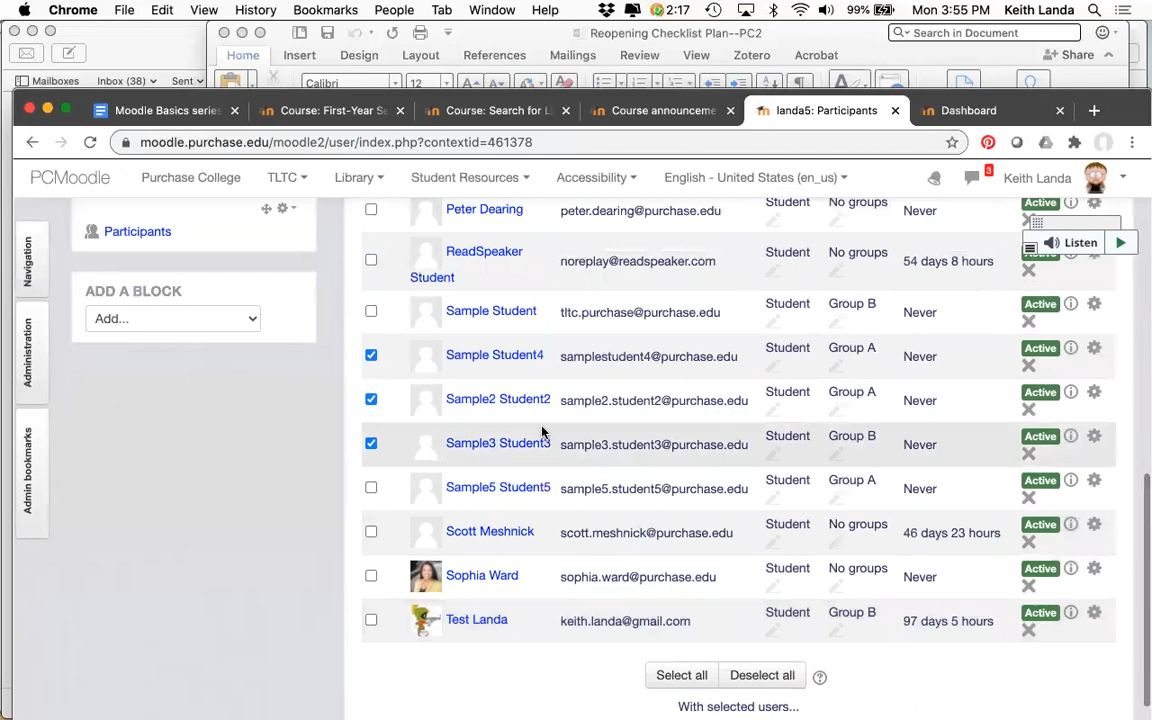 Chrome File Edit View History Bookmarks People Tab Window Help 2:17 99% Mon 3:55 PM Keith Landa
Reopening Checklist Plan--PC2 Search in Document
Home Insert Draw Design Layout References Mailings Review View Zotero Acrobat Share
Mailboxes Inbox (38) Sent Calibri 12
Moodle Basics series Course: First-Year Se Course: Search for LI Course announceme landa5: Participants Dashboard
moodle.purchase.edu/moodle2/user/index.php?contextid=461378
PCMoodle Purchase College TLTC Library Student Resources Accessibility English - United States (en_us) 3 Keith Landa
Navigation
Administration
Admin bookmarks
Participants
ADD A BLOCK
Add...
Peter Dearing peter.dearing@purchase.edu Student No groups Never Active
Listen
ReadSpeaker Student noreplay@readspeaker.com Student No groups 54 days 8 hours Active
Sample Student tltc.purchase@purchase.edu Student Group B Never Active
Sample Student4 samplestudent4@purchase.edu Student Group A Never Active
Sample2 Student2 sample2.student2@purchase.edu Student Group A Never Active
Sample3 Student3 sample3.student3@purchase.edu Student Group B Never Active
Sample5 Student5 sample5.student5@purchase.edu Student Group A Never Active
Scott Meshnick scott.meshnick@purchase.edu Student No groups 46 days 23 hours Active
Sophia Ward sophia.ward@purchase.edu Student No groups Never Active
Test Landa keith.landa@gmail.com Student Group B 97 days 5 hours Active
Select all Deselect all
With selected users...